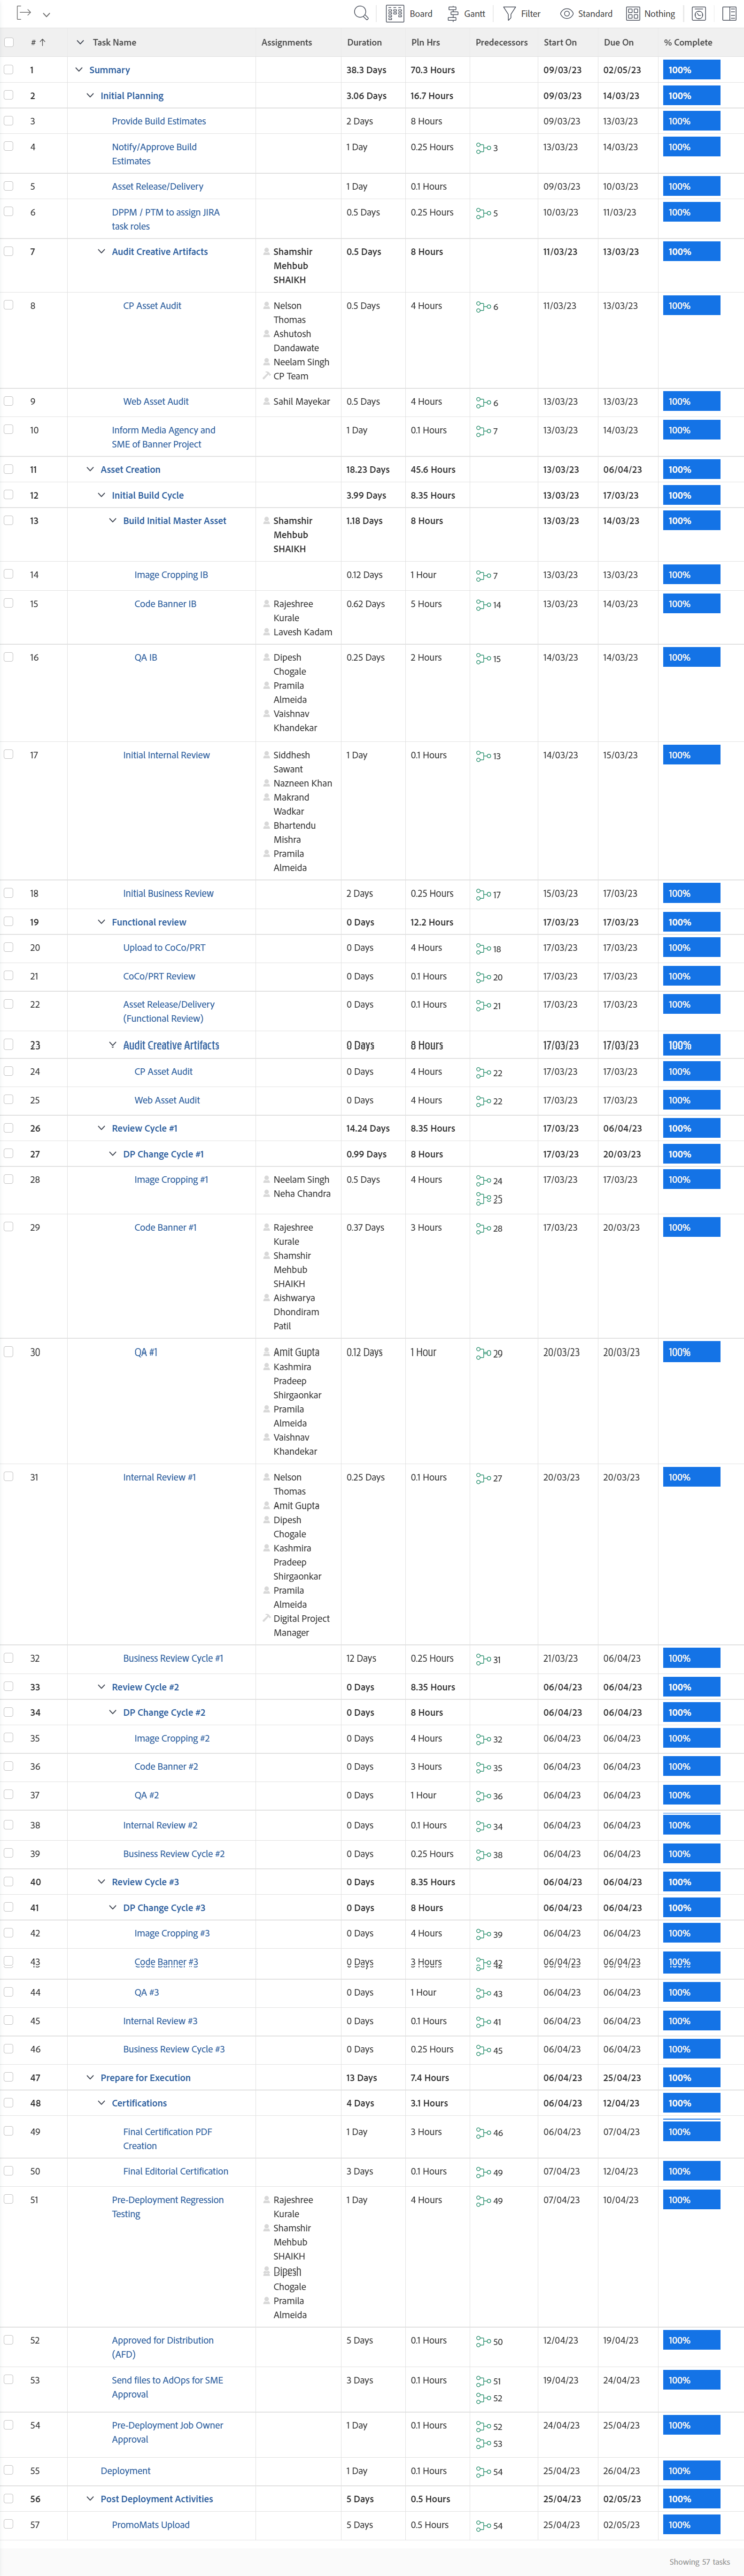 Board Gantt Filter Standard Nothing
# ↑ Task Name Assignments Duration Pln Hrs Predecessors Start On Due On % Complete
1 Summary 38.3 Days 70.3 Hours 09/03/23 02/05/23 100%
2 Initial Planning 3.06 Days 16.7 Hours 09/03/23 14/03/23 100%
3 Provide Build Estimates 2 Days 8 Hours 09/03/23 13/03/23 100%
4 Notify/Approve Build 1 Day 0.25 Hours 3 13/03/23 14/03/23 100%
Estimates
5 Asset Release/Delivery 1 Day 0.1 Hours 09/03/23 10/03/23 100%
6 DPPM / PTM to assign JIRA 0.5 Days 0.25 Hours 5 10/03/23 11/03/23 100%
task roles
7 Audit Creative Artifacts Shamshir 0.5 Days 8 Hours 11/03/23 13/03/23 100%
Mehbub
SHAIKH
8 CP Asset Audit Nelson 0.5 Days 4 Hours 6 11/03/23 13/03/23 100%
Thomas
Ashutosh
Dandawate
Neelam Singh
CP Team
9 Web Asset Audit Sahil Mayekar 0.5 Days 4 Hours 6 13/03/23 13/03/23 100%
10 Inform Media Agency and 1 Day 0.1 Hours 7 13/03/23 14/03/23 100%
SME of Banner Project
11 Asset Creation 18.23 Days 45.6 Hours 13/03/23 06/04/23 100%
12 Initial Build Cycle 3.99 Days 8.35 Hours 13/03/23 17/03/23 100%
13 Build Initial Master Asset Shamshir 1.18 Days 8 Hours 13/03/23 14/03/23 100%
Mehbub
SHAIKH
14 Image Cropping IB 0.12 Days 1 Hour 7 13/03/23 13/03/23 100%
15 Code Banner IB Rajeshree 0.62 Days 5 Hours 14 13/03/23 14/03/23 100%
Kurale
Lavesh Kadam
16 QA IB Dipesh 0.25 Days 2 Hours 15 14/03/23 14/03/23 100%
Chogale
Pramila
Almeida
Vaishnav
Khandekar
17 Initial Internal Review Siddhesh 1 Day 0.1 Hours 13 14/03/23 15/03/23 100%
Sawant
Nazneen Khan
Makrand
Wadkar
Bhartendu
Mishra
Pramila
Almeida
18 Initial Business Review 2 Days 0.25 Hours 17 15/03/23 17/03/23 100%
19 Functional review 0 Days 12.2 Hours 17/03/23 17/03/23 100%
20 Upload to CoCo/PRT 0 Days 4 Hours 18 17/03/23 17/03/23 100%
21 CoCo/PRT Review 0 Days 0.1 Hours 20 17/03/23 17/03/23 100%
22 Asset Release/Delivery 0 Days 0.1 Hours 21 17/03/23 17/03/23 100%
(Functional Review)
23 Audit Creative Artifacts 0 Days 8 Hours 17/03/23 17/03/23 100%
24 CP Asset Audit 0 Days 4 Hours 22 17/03/23 17/03/23 100%
25 Web Asset Audit 0 Days 4 Hours 22 17/03/23 17/03/23 100%
26 Review Cycle #1 14.24 Days 8.35 Hours 17/03/23 06/04/23 100%
27 DP Change Cycle #1 0.99 Days 8 Hours 17/03/23 20/03/23 100%
28 Image Cropping #1 Neelam Singh 0.5 Days 4 Hours 24 17/03/23 17/03/23 100%
Neha Chandra 25
29 Code Banner #1 Rajeshree 0.37 Days 3 Hours 28 17/03/23 20/03/23 100%
Kurale
Shamshir
Mehbub
SHAIKH
Aishwarya
Dhondiram
Patil
30 QA #1 Amit Gupta 0.12 Days 1 Hour 29 20/03/23 20/03/23 100%
Kashmira
Pradeep
Shirgaonkar
Pramila
Almeida
Vaishnav
Khandekar
31 Internal Review #1 Nelson 0.25 Days 0.1 Hours 27 20/03/23 20/03/23 100%
Thomas
Amit Gupta
Dipesh
Chogale
Kashmira
Pradeep
Shirgaonkar
Pramila
Almeida
Digital Project
Manager
32 Business Review Cycle #1 12 Days 0.25 Hours 31 21/03/23 06/04/23 100%
33 Review Cycle #2 0 Days 8.35 Hours 06/04/23 06/04/23 100%
34 DP Change Cycle #2 0 Days 8 Hours 06/04/23 06/04/23 100%
35 Image Cropping #2 0 Days 4 Hours 32 06/04/23 06/04/23 100%
36 Code Banner #2 0 Days 3 Hours 35 06/04/23 06/04/23 100%
37 QA #2 0 Days 1 Hour 36 06/04/23 06/04/23 100%
38 Internal Review #2 0 Days 0.1 Hours 34 06/04/23 06/04/23 100%
39 Business Review Cycle #2 0 Days 0.25 Hours 38 06/04/23 06/04/23 100%
40 Review Cycle #3 0 Days 8.35 Hours 06/04/23 06/04/23 100%
41 DP Change Cycle #3 0 Days 8 Hours 06/04/23 06/04/23 100%
42 Image Cropping #3 0 Days 4 Hours 39 06/04/23 06/04/23 100%
43 Code Banner #3 0 Days 3 Hours 42 06/04/23 06/04/23 100%
44 QA #3 0 Days 1 Hour 43 06/04/23 06/04/23 100%
45 Internal Review #3 0 Days 0.1 Hours 41 06/04/23 06/04/23 100%
46 Business Review Cycle #3 0 Days 0.25 Hours 45 06/04/23 06/04/23 100%
47 Prepare for Execution 13 Days 7.4 Hours 06/04/23 25/04/23 100%
48 Certifications 4 Days 3.1 Hours 06/04/23 12/04/23 100%
49 Final Certification PDF 1 Day 3 Hours 46 06/04/23 07/04/23 100%
Creation
50 Final Editorial Certification 3 Days 0.1 Hours 49 07/04/23 12/04/23 100%
51 Pre-Deployment Regression Rajeshree 1 Day 4 Hours 49 07/04/23 10/04/23 100%
Testing Kurale
Shamshir
Mehbub
SHAIKH
Dipesh
Chogale
Pramila
Almeida
52 Approved for Distribution 5 Days 0.1 Hours 50 12/04/23 19/04/23 100%
(AFD)
53 Send files to AdOps for SME 3 Days 0.1 Hours 51 19/04/23 24/04/23 100%
Approval 52
54 Pre-Deployment Job Owner 1 Day 0.1 Hours 52 24/04/23 25/04/23 100%
Approval 53
55 Deployment 1 Day 0.1 Hours 54 25/04/23 26/04/23 100%
56 Post Deployment Activities 5 Days 0.5 Hours 25/04/23 02/05/23 100%
57 PromoMats Upload 5 Days 0.5 Hours 54 25/04/23 02/05/23 100%
Showing 57 tasks